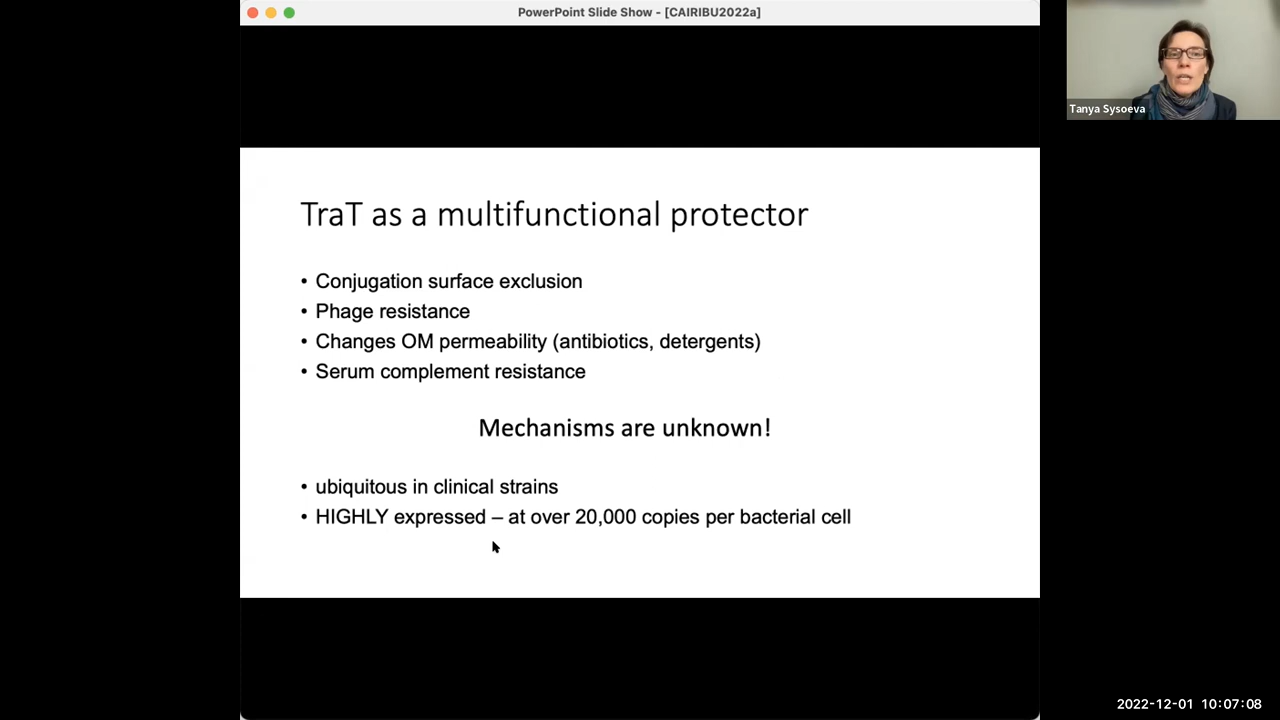 PowerPoint Slide Show - [CAIRIBU2022a]
Tanya Sysoeva
TraT as a multifunctional protector
• Conjugation surface exclusion
• Phage resistance
• Changes OM permeability (antibiotics, detergents)
• Serum complement resistance
Mechanisms are unknown!
• ubiquitous in clinical strains
• HIGHLY expressed – at over 20,000 copies per bacterial cell
2022-12-01 10:07:08